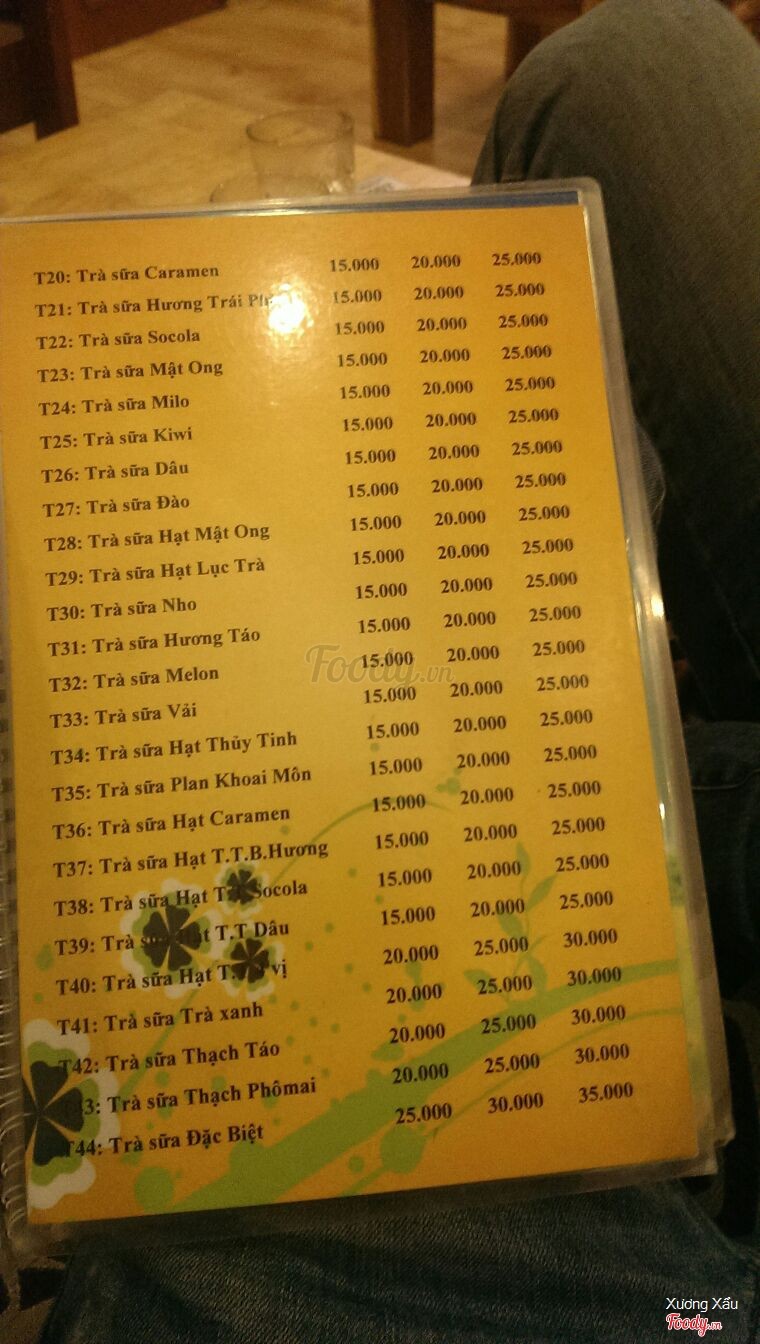 T20: Trà sữa Caramen 15.000 20.000 25.000
T21: Trà sữa Hương Trái 15.000 20.000 25.000
T22: Trà sữa Socola 15.000 20.000 25.000
T23: Trà sữa Mật Ong 15.000 20.000 25.000
T24: Trà sữa Milo 15.000 20.000 25.000
T25: Trà sữa Kiwi 15.000 20.000 25.000
T26: Trà sữa Dâu 15.000 20.000 25.000
T27: Trà sữa Đào 15.000 20.000 25.000
T28: Trà sữa Hạt Mật Ong 15.000 20.000 25.000
T29: Trà sữa Hạt Lục Trà 15.000 20.000 25.000
T30: Trà sữa Nho 15.000 20.000 25.000
T31: Trà sữa Hương Táo 15.000 20.000 25.000
T32: Trà sữa Melon 15.000 20.000 25.000
T33: Trà sữa Vải 15.000 20.000 25.000
T34: Trà sữa Hạt Thủy Tinh 15.000 20.000 25.000
T35: Trà sữa Plan Khoai Môn 15.000 20.000 25.000
T36: Trà sữa Hạt Caramen 15.000 20.000 25.000
T37: Trà sữa Hạt T.T.B.Hương 15.000 20.000 25.000
T38: Trà sữa Hạt Socola 15.000 20.000 25.000
T39: Trà sữa Hạt T.T Dâu 15.000 20.000 25.000
T40: Trà sữa Hạt vị 20.000 25.000 30.000
T41: Trà sữa Trà xanh 20.000 25.000 30.000
T42: Trà sữa Thạch Táo 20.000 25.000 30.000
T43: Trà sữa Thạch Phômai 20.000 25.000 30.000
T44: Trà sữa Đặc Biệt 25.000 30.000 35.000
Foody.vn
Xương Xẩu
Foody.vn